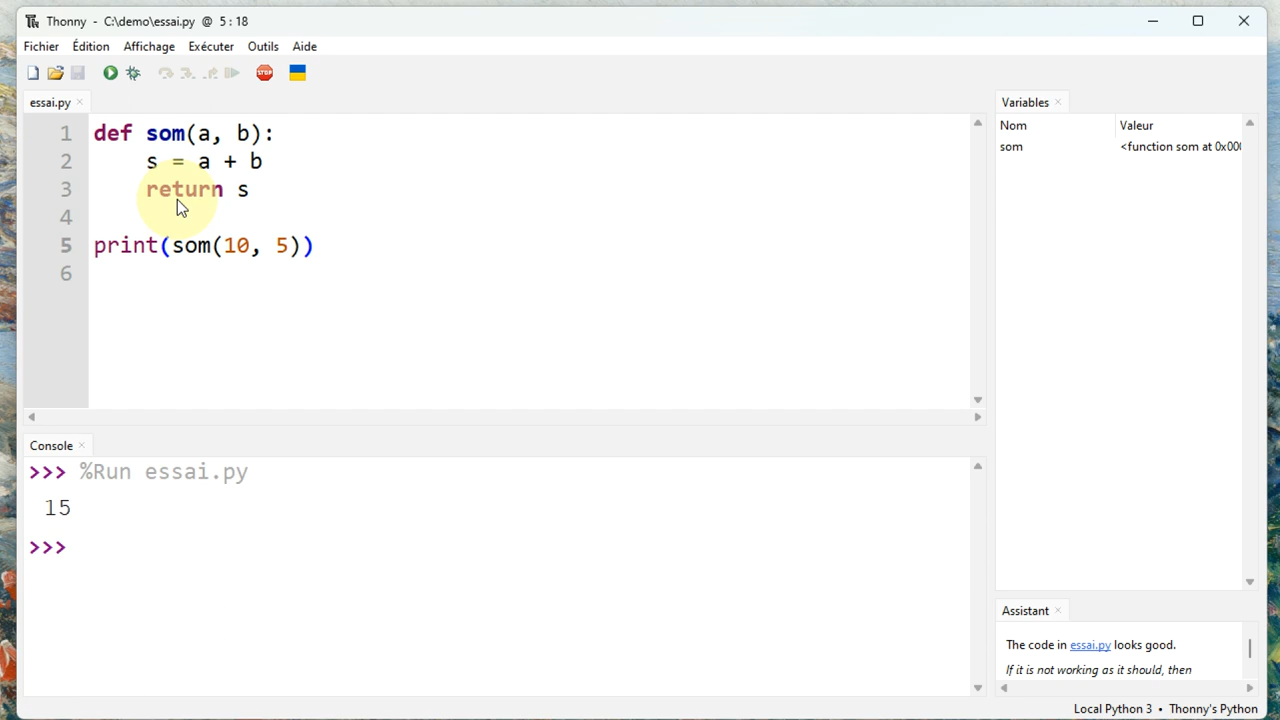 Thonny - C:\demo\essai.py @ 5 : 18
Fichier Édition Affichage Exécuter Outils Aide
STOP
essai.py ×
1 def som(a, b):
2     s = a + b
3     return s
4
5 print(som(10, 5))
6
Console ×
>>> %Run essai.py
15
>>>
Variables ×
Nom Valeur
som <function som at 0x000
Assistant ×
The code in essai.py looks good.
If it is not working as it should, then
Local Python 3 • Thonny's Python